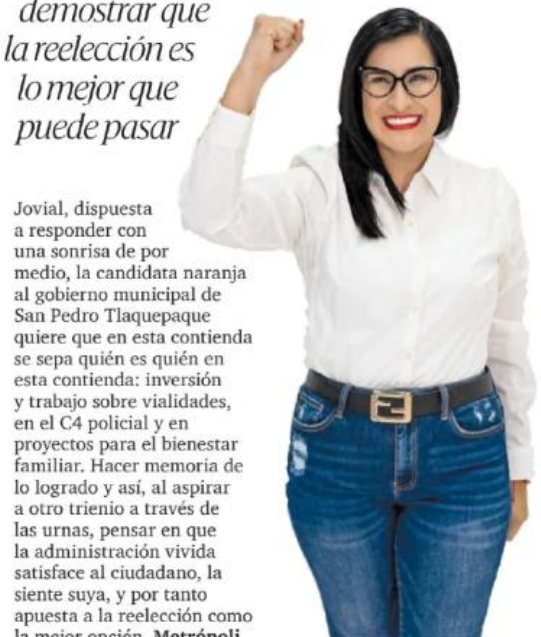 demostrar que
la reelección es
lo mejor que
puede pasar
Jovial, dispuesta
a responder con
una sonrisa de por
medio, la candidata naranja
al gobierno municipal de
San Pedro Tlaquepaque
quiere que en esta contienda
se sepa quién es quién en
esta contienda: inversión
y trabajo sobre vialidades,
en el C4 policial y en
proyectos para el bienestar
familiar. Hacer memoria de
lo logrado y así, al aspirar
a otro trienio a través de
las urnas, pensar en que
la administración vivida
satisface al ciudadano, la
siente suya, y por tanto
apuesta a la reelección como
la mejor opción. Metrópoli